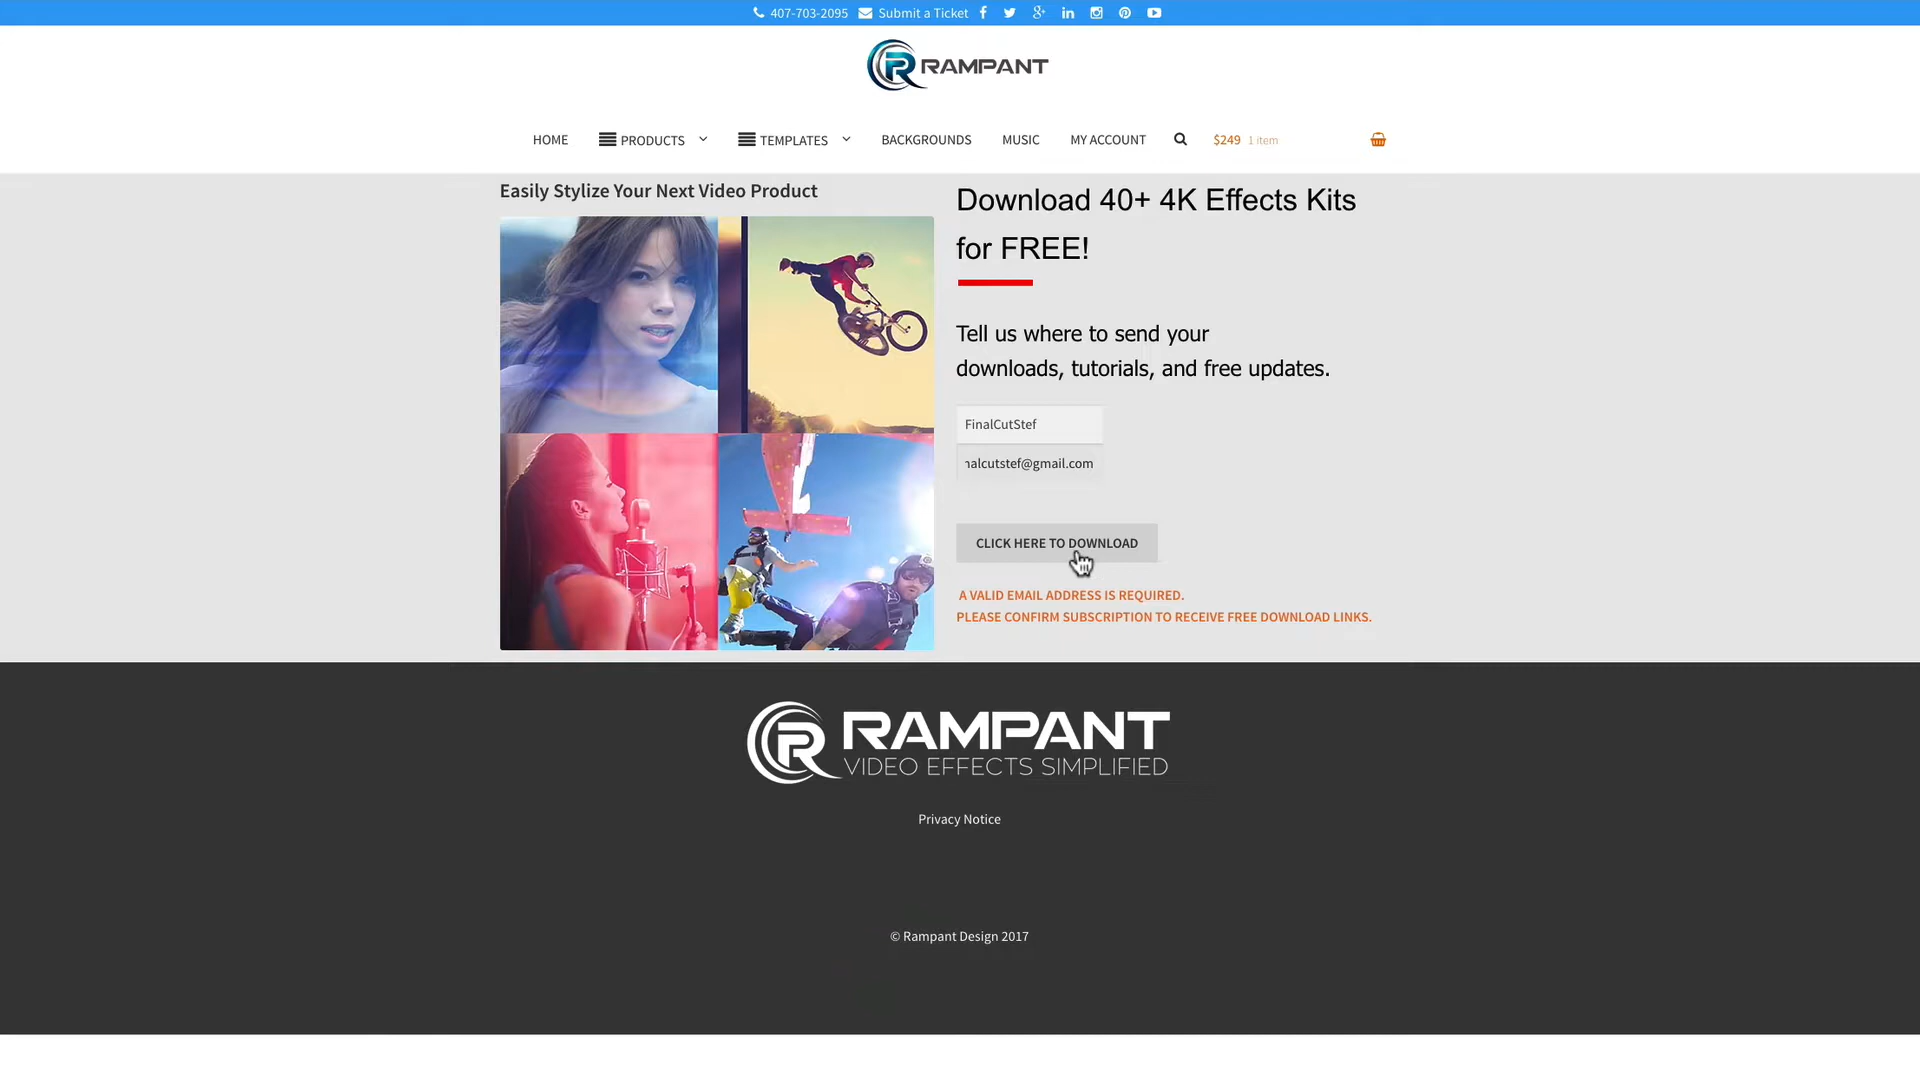 407-703-2095 Submit a Ticket
RAMPANT
HOME PRODUCTS TEMPLATES BACKGROUNDS MUSIC MY ACCOUNT $249 1 item
Easily Stylize Your Next Video Product
Download 40+ 4K Effects Kits
for FREE!
Tell us where to send your
downloads, tutorials, and free updates.
FinalCutStef
nalcutstef@gmail.com
CLICK HERE TO DOWNLOAD
A VALID EMAIL ADDRESS IS REQUIRED.
PLEASE CONFIRM SUBSCRIPTION TO RECEIVE FREE DOWNLOAD LINKS.
RAMPANT
VIDEO EFFECTS SIMPLIFIED
Privacy Notice
© Rampant Design 2017